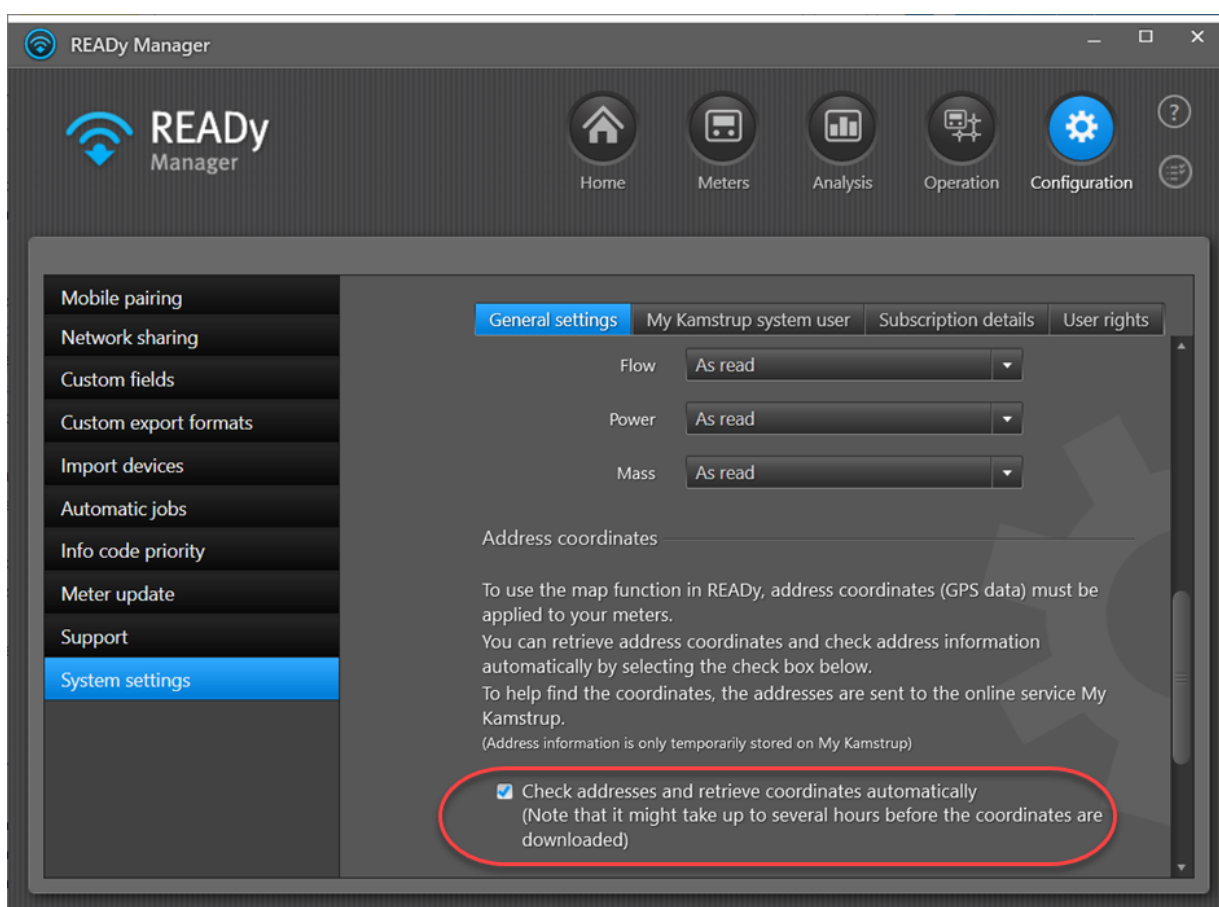 READy Manager
READy
Manager
?
Home
Meters
Analysis
Operation
Configuration
Mobile pairing
Network sharing
Custom fields
Custom export formats
Import devices
Automatic jobs
Info code priority
Meter update
Support
System settings
General settings
My Kamstrup system user
Subscription details
User rights
Flow
As read
Power
As read
Mass
As read
Address coordinates
To use the map function in READy, address coordinates (GPS data) must be
applied to your meters.
You can retrieve address coordinates and check address information
automatically by selecting the check box below.
To help find the coordinates, the addresses are sent to the online service My
Kamstrup.
(Address information is only temporarily stored on My Kamstrup)
Check addresses and retrieve coordinates automatically
(Note that it might take up to several hours before the coordinates are
downloaded)